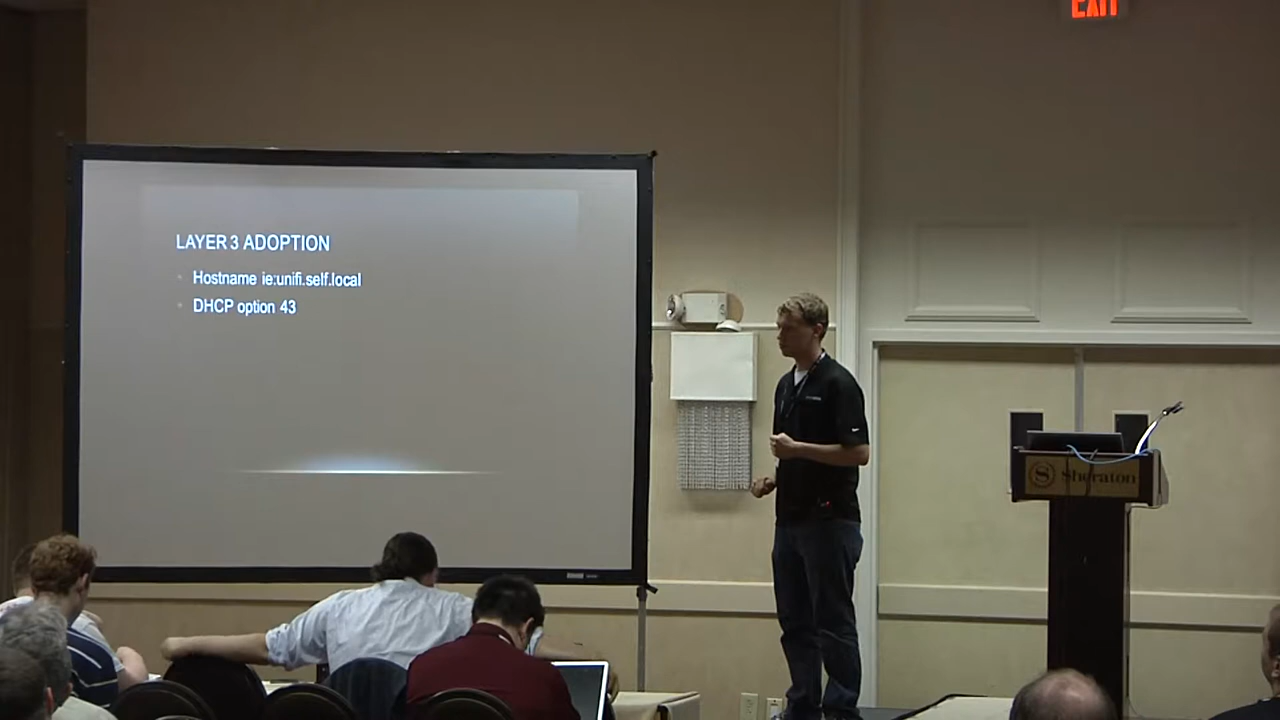 EXIT
LAYER 3 ADOPTION
Hostname ie:unifi.self.local
DHCP option 43
Sheraton